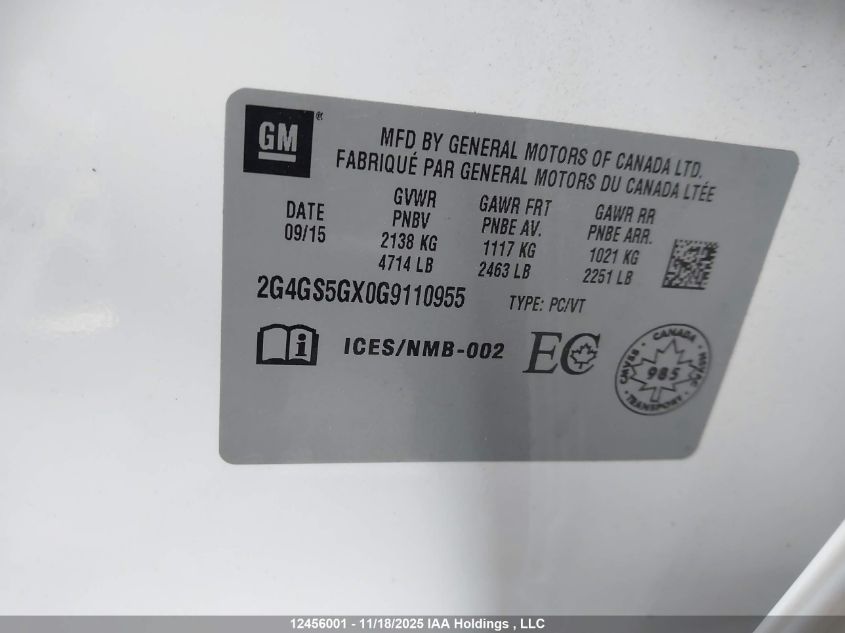 GM®
MFD BY GENERAL MOTORS OF CANADA LTD.
FABRIQUÉ PAR GENERAL MOTORS DU CANADA LTÉE
DATE
09/15
GVWR
PNBV
2138 KG
4714 LB
GAWR FRT
PNBE AV.
1117 KG
2463 LB
GAWR RR
PNBE ARR.
1021 KG
2251 LB
2G4GS5GX0G9110955
TYPE: PC/VT
i
ICES/NMB-002
EC
CANADA
CMVSS
985
NSVAC
TRANSPORT
12456001 - 11/18/2025 IAA Holdings , LLC